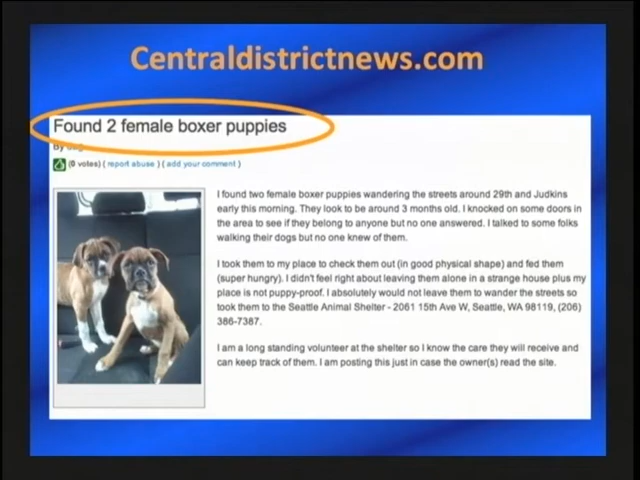 Centraldistrictnews.com
Found 2 female boxer puppies
By
(0 votes) ( report abuse ) ( add your comment )
I found two female boxer puppies wandering the streets around 29th and Judkins
early this morning. They look to be around 3 months old. I knocked on some doors in
the area to see if they belong to anyone but no one answered. I talked to some folks
walking their dogs but no one knew of them.
I took them to my place to check them out (in good physical shape) and fed them
(super hungry). I didn't feel right about leaving them alone in a strange house plus my
place is not puppy-proof. I absolutely would not leave them to wander the streets so
took them to the Seattle Animal Shelter - 2061 15th Ave W, Seattle, WA 98119, (206)
386-7387.
I am a long standing volunteer at the shelter so I know the care they will receive and
can keep track of them. I am posting this just in case the owner(s) read the site.